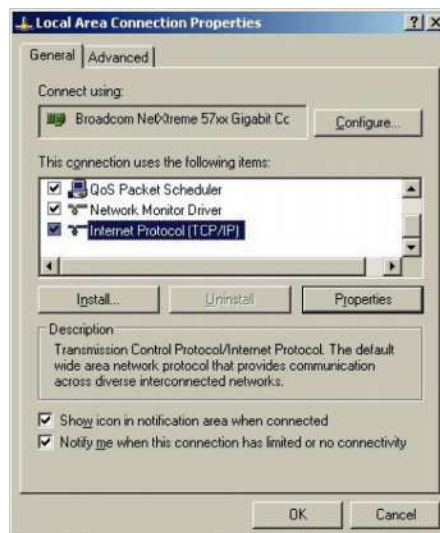 Local Area Connection Properties
General
Advanced
Connect using:
Broadcom NetXtreme 57xx Gigabit Cc
Configure...
This connection uses the following items:
QoS Packet Scheduler
Network Monitor Driver
Internet Protocol (TCP/IP)
Install...
Uninstall
Properties
Description
Transmission Control Protocol/Internet Protocol. The default
wide area network protocol that provides communication
across diverse interconnected networks.
Show icon in notification area when connected
Notify me when this connection has limited or no connectivity
OK
Cancel